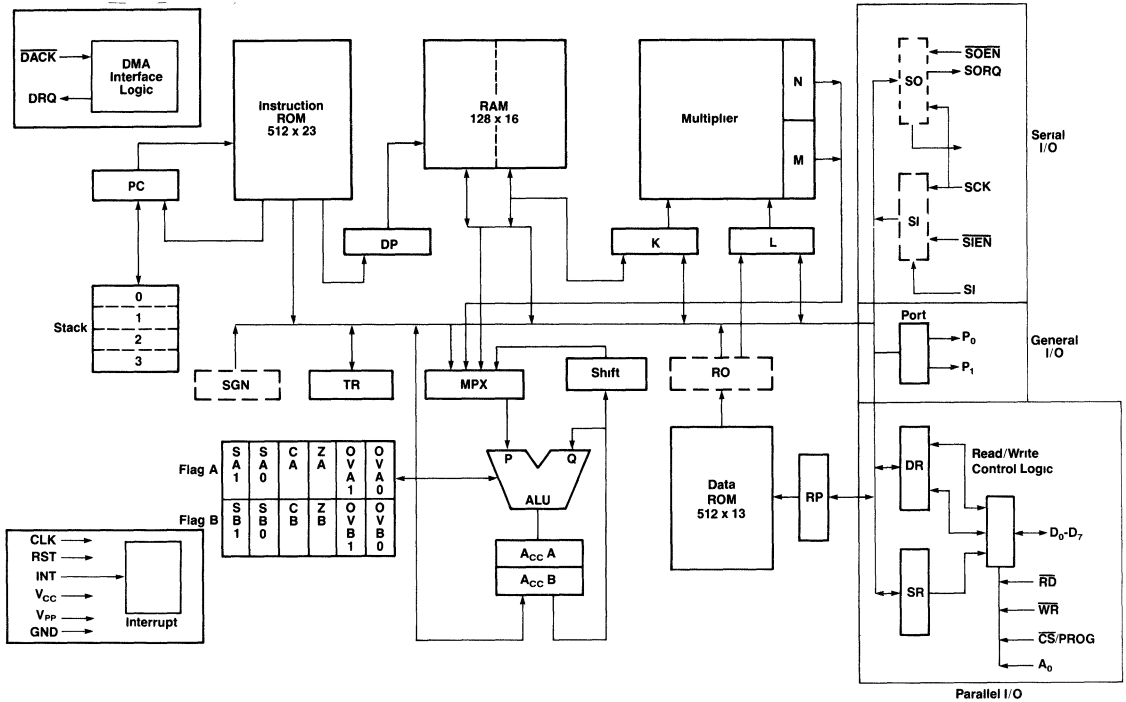 DACK
DRQ
DMA
Interface
Logic
Instruction
ROM
512 x 23
RAM
128 x 16
Multiplier
N
M
SO
SOEN
SORQ
SCK
SI
SIEN
SI
Serial
I/O
PC
DP
K
L
Stack
0
1
2
3
Port
P0
P1
General
I/O
SGN
TR
MPX
Shift
RO
Flag A
SA1
SA0
CA
ZA
OVA1
OVA0
Flag B
SB1
SB0
CB
ZB
OVB1
OVB0
P
Q
ALU
ACC A
ACC B
Data
ROM
512 x 13
RP
DR
SR
Read/Write
Control Logic
D0-D7
RD
WR
CS/PROG
A0
Parallel I/O
CLK
RST
INT
VCC
VPP
GND
Interrupt